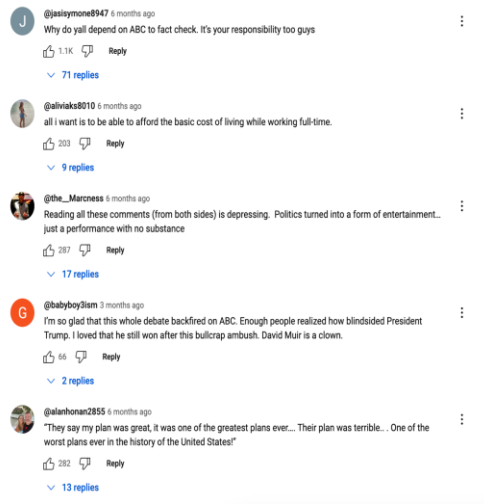 J
@jasisymone8947 6 months ago
Why do yall depend on ABC to fact check. It's your responsibility too guys
1.1K Reply
71 replies
@aliviaks8010 6 months ago
all i want is to be able to afford the basic cost of living while working full-time.
203 Reply
9 replies
@the__Marcness 6 months ago
Reading all these comments (from both sides) is depressing. Politics turned into a form of entertainment...
just a performance with no substance
287 Reply
17 replies
G
@babyboy3ism 3 months ago
I'm so glad that this whole debate backfired on ABC. Enough people realized how blindsided President
Trump. I loved that he still won after this bullcrap ambush. David Muir is a clown.
66 Reply
2 replies
@alanhonan2855 6 months ago
"They say my plan was great, it was one of the greatest plans ever.... Their plan was terrible.. . One of the
worst plans ever in the history of the United States!"
282 Reply
13 replies